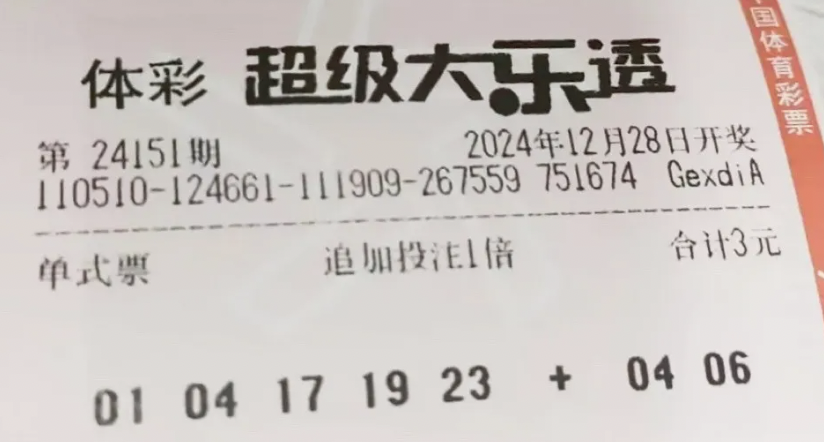 体彩 超级大乐透
第 24151期 2024年12月28日开奖
110510-124661-111909-267559 751674 GexdiA
单式票 追加投注1倍 合计3元
01 04 17 19 23 + 04 06
国体育彩票